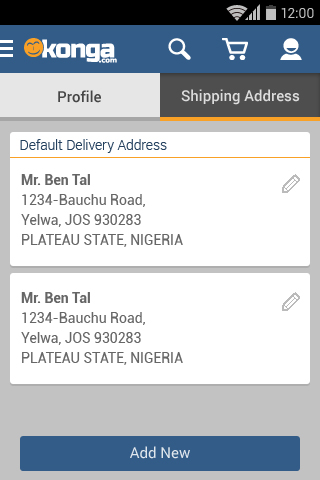 12:00
konga
.com
Profile
Shipping Address
Default Delivery Address
Mr. Ben Tal
1234-Bauchu Road,
Yelwa, JOS 930283
PLATEAU STATE, NIGERIA
Mr. Ben Tal
1234-Bauchu Road,
Yelwa, JOS 930283
PLATEAU STATE, NIGERIA
Add New